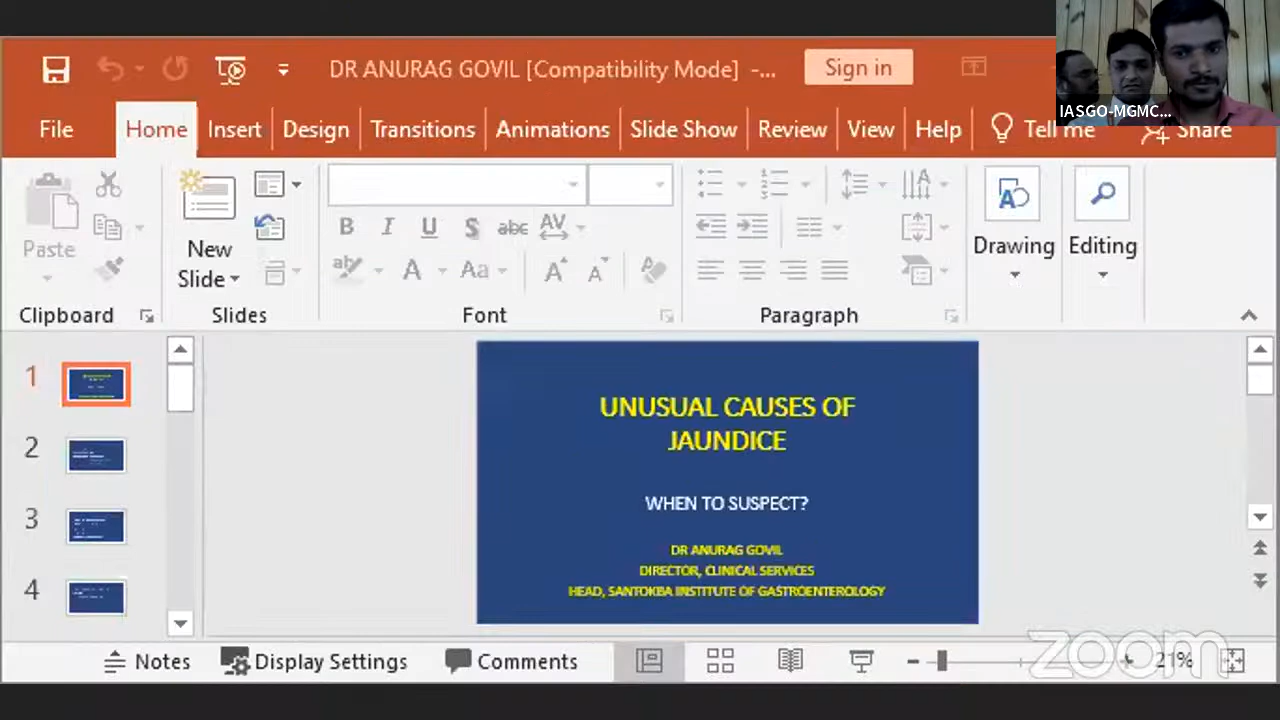 DR ANURAG GOVIL [Compatibility Mode] -...
Sign in
IASGO-MGMC...
File
Home
Insert
Design
Transitions
Animations
Slide Show
Review
View
Help
Tell me
Share
Paste
New
Slide
B I U S abc AV
A Aa A A
Drawing
Editing
Clipboard
Slides
Font
Paragraph
1
2
3
4
UNUSUAL CAUSES OF
JAUNDICE
WHEN TO SUSPECT?
DR ANURAG GOVIL
DIRECTOR, CLINICAL SERVICES
HEAD, SANTOKBA INSTITUTE OF GASTROENTEROLOGY
Notes
Display Settings
Comments
21%
zoom